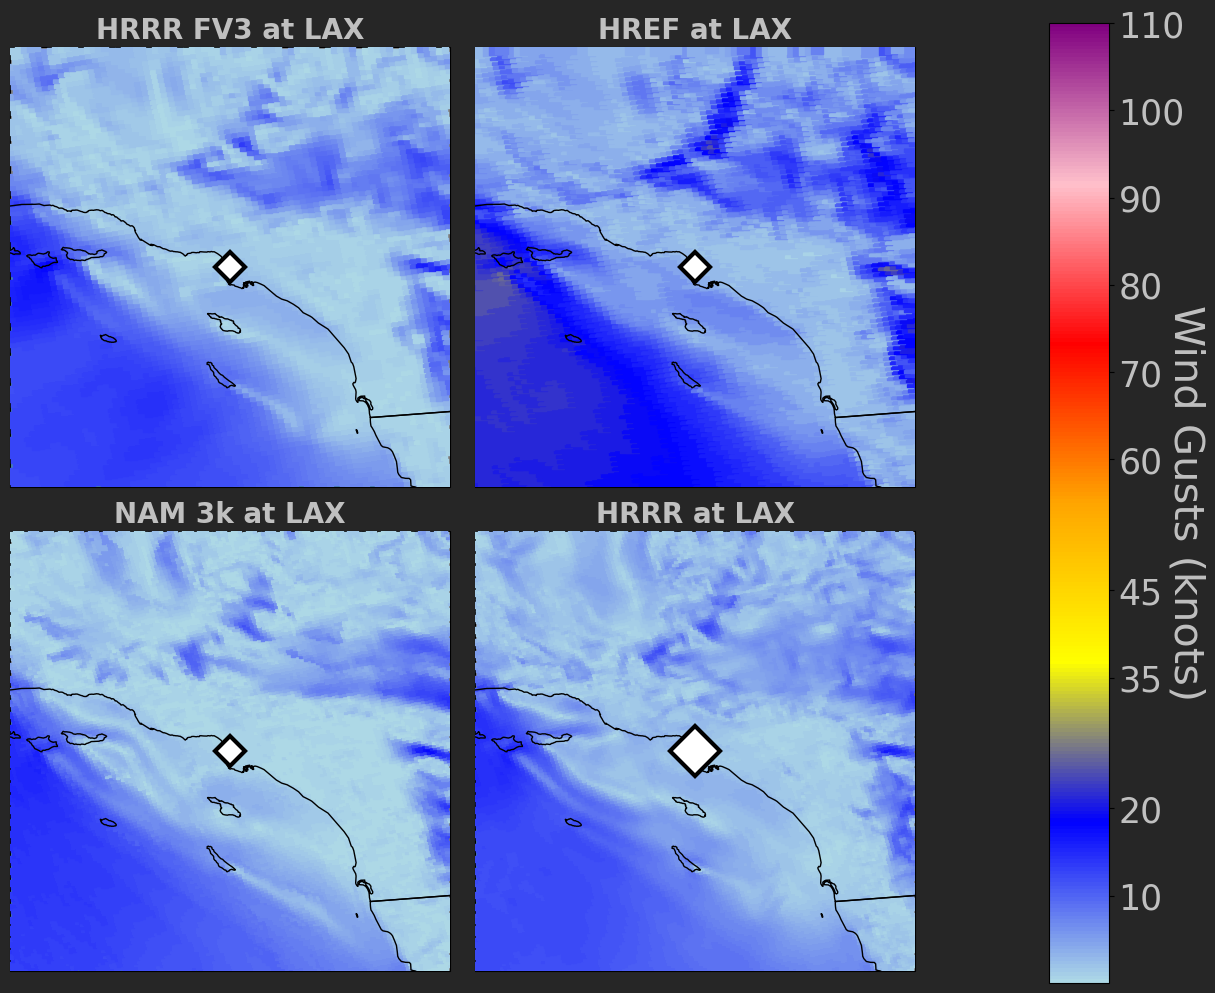 HRRR FV3 at LAX
HREF at LAX
NAM 3k at LAX
HRRR at LAX
110
100
90
80
70
60
45
35
20
10
Wind Gusts (knots)